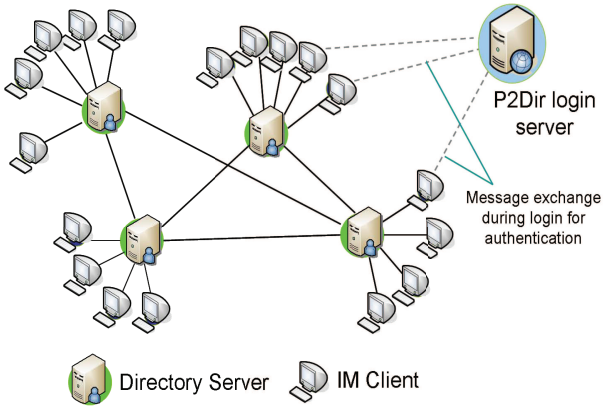 P2Dir login
server
Message exchange
during login for
authentication
Directory Server
IM Client